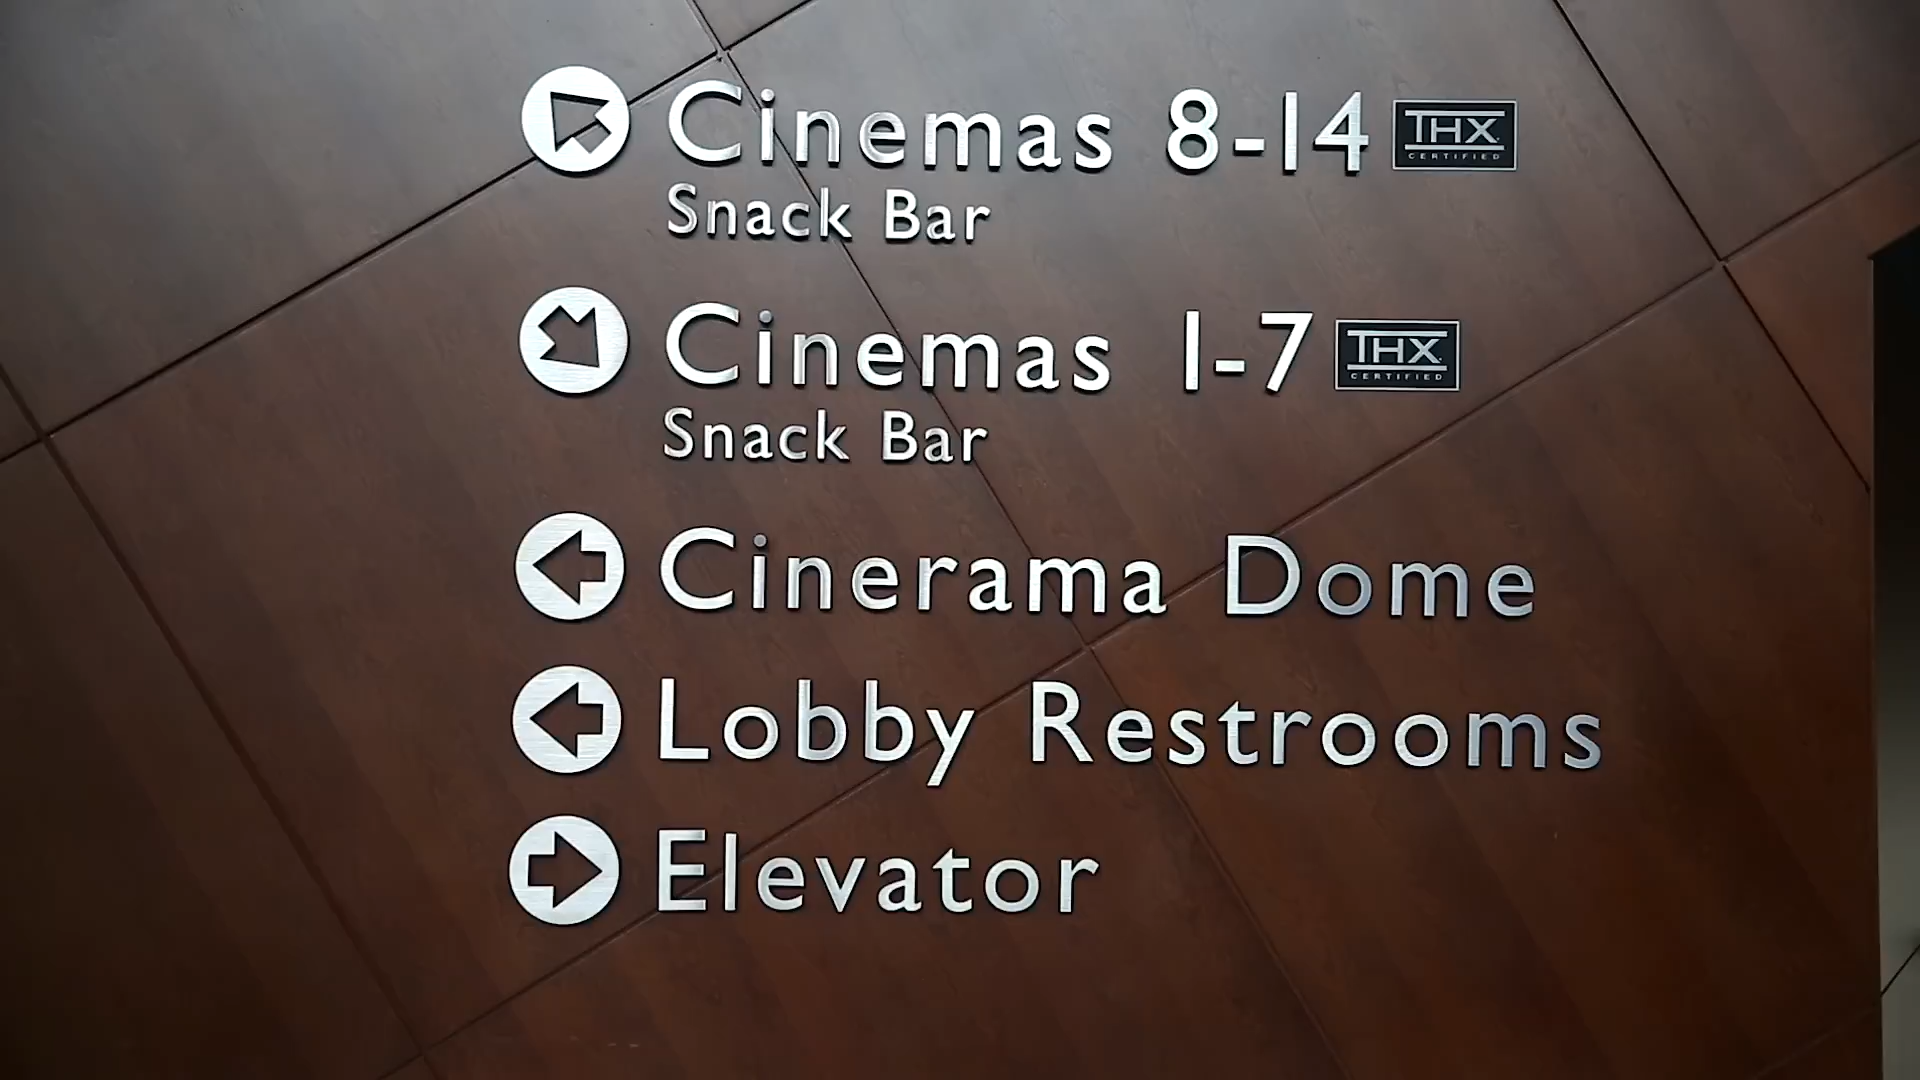 Cinemas 8-14 THX CERTIFIED
Snack Bar
Cinemas 1-7 THX CERTIFIED
Snack Bar
Cinerama Dome
Lobby Restrooms
Elevator